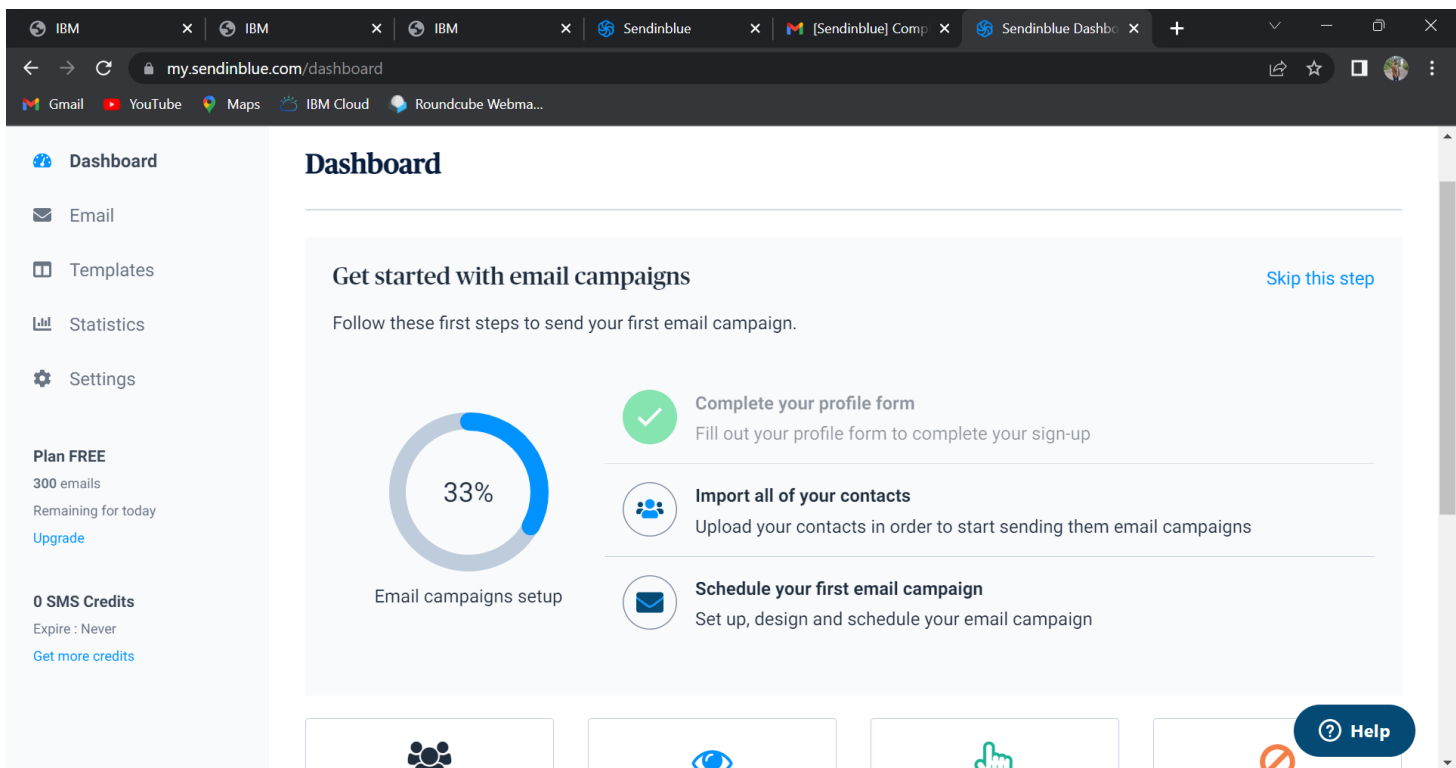 IBM
IBM
IBM
Sendinblue
[Sendinblue] Comp
Sendinblue Dashbo
my.sendinblue.com/dashboard
Gmail
YouTube
Maps
IBM Cloud
Roundcube Webma...
Dashboard
Email
Templates
Statistics
Settings
Plan FREE
300 emails
Remaining for today
Upgrade
0 SMS Credits
Expire : Never
Get more credits
Dashboard
Get started with email campaigns
Skip this step
Follow these first steps to send your first email campaign.
33%
Email campaigns setup
Complete your profile form
Fill out your profile form to complete your sign-up
Import all of your contacts
Upload your contacts in order to start sending them email campaigns
Schedule your first email campaign
Set up, design and schedule your email campaign
Help